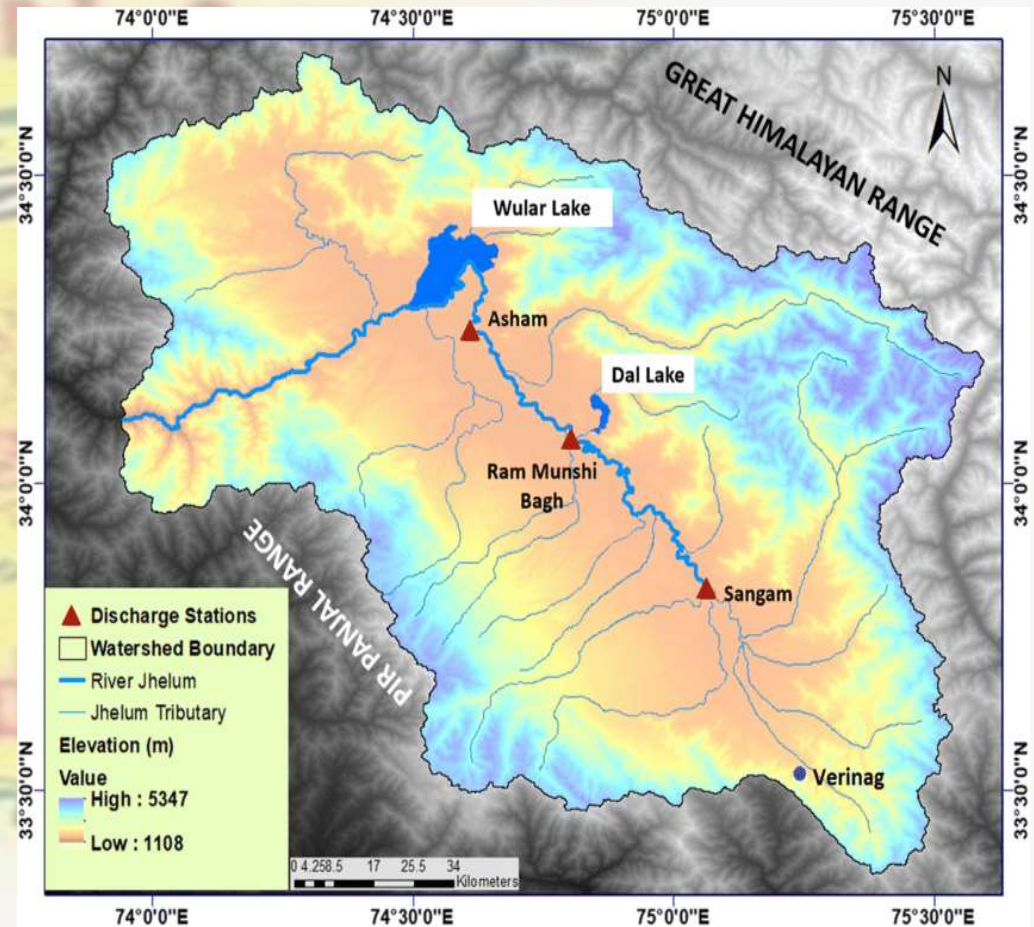 74°0'0"E 74°30'0"E 75°0'0"E 75°30'0"E
GREAT HIMALAYAN RANGE
N
34°30'0"N
34°30'0"N
Wular Lake
Asham
Dal Lake
Ram Munshi
Bagh
34°0'0"N
34°0'0"N
PIR PANJAL RANGE
Sangam
Verinag
33°30'0"N
33°30'0"N
Discharge Stations
Watershed Boundary
River Jhelum
Jhelum Tributary
Elevation (m)
Value
High : 5347
Low : 1108
0 4.258.5 17 25.5 34
Kilometers
74°0'0"E 74°30'0"E 75°0'0"E 75°30'0"E